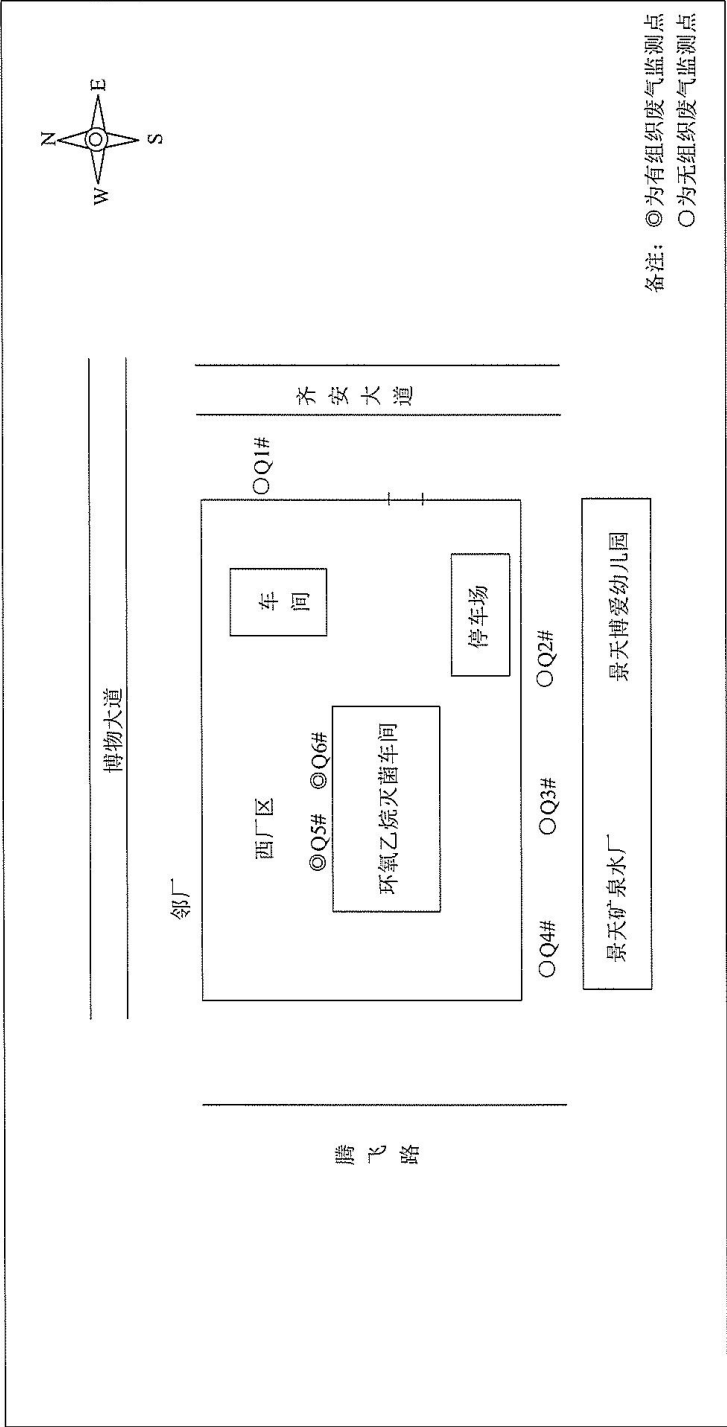 N
E
W
S
博物大道
邻厂
西厂区
车间
◎Q5#
◎Q6#
○Q1#
齐安大道
腾飞路
环氧乙烷灭菌车间
停车场
○Q4#
○Q3#
○Q2#
景天矿泉水厂
景天博爱幼儿园
备注：◎为有组织废气监测点
○为无组织废气监测点